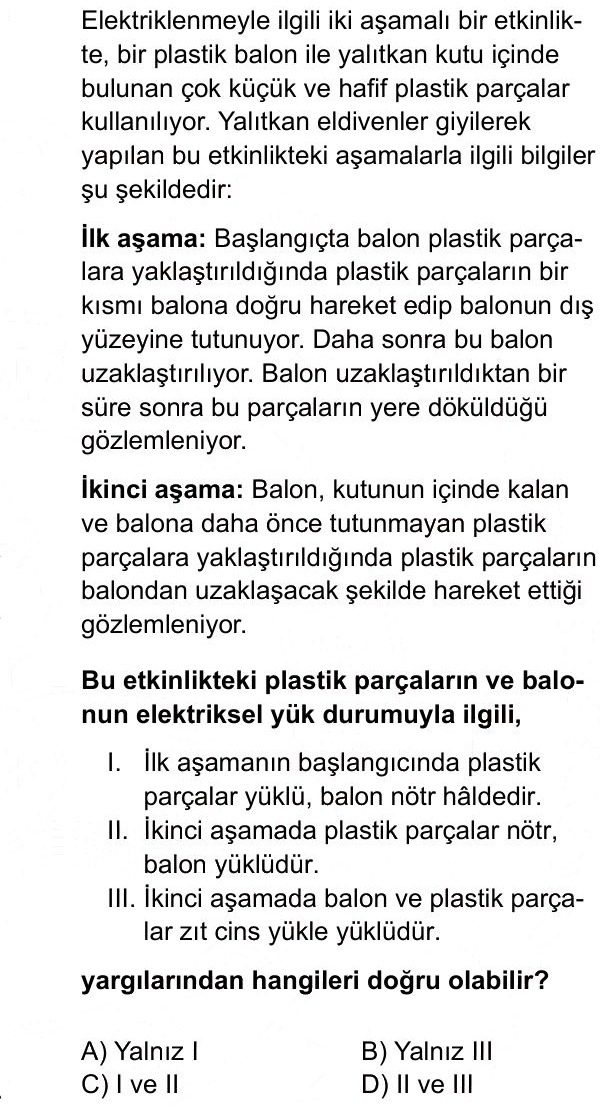 Elektriklenmeyle ilgili iki aşamalı bir etkinlik-
te, bir plastik balon ile yalıtkan kutu içinde
bulunan çok küçük ve hafif plastik parçalar
kullanılıyor. Yalıtkan eldivenler giyilerek
yapılan bu etkinlikteki aşamalarla ilgili bilgiler
şu şekildedir:
İlk aşama: Başlangıçta balon plastik parça-
lara yaklaştırıldığında plastik parçaların bir
kısmı balona doğru hareket edip balonun dış
yüzeyine tutunuyor. Daha sonra bu balon
uzaklaştırılıyor. Balon uzaklaştırıldıktan bir
süre sonra bu parçaların yere döküldüğü
gözlemleniyor.
İkinci aşama: Balon, kutunun içinde kalan
ve balona daha önce tutunmayan plastik
parçalara yaklaştırıldığında plastik parçaların
balondan uzaklaşacak şekilde hareket ettiği
gözlemleniyor.
Bu etkinlikteki plastik parçaların ve balo-
nun elektriksel yük durumuyla ilgili,
I. İlk aşamanın başlangıcında plastik
parçalar yüklü, balon nötr hâldedir.
II. İkinci aşamada plastik parçalar nötr,
balon yüklüdür.
III. İkinci aşamada balon ve plastik parça-
lar zıt cins yükle yüklüdür.
yargılarından hangileri doğru olabilir?
A) Yalnız I B) Yalnız III
C) I ve II D) II ve III